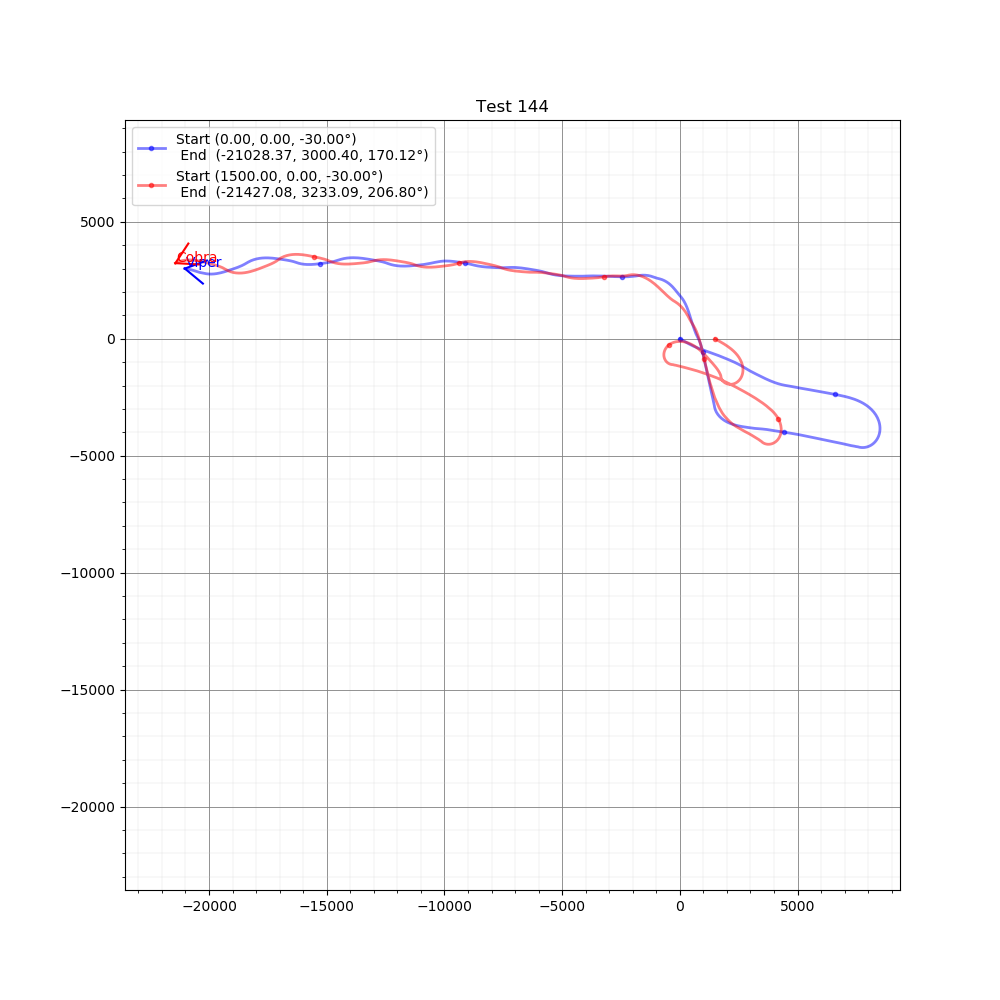 Test 144
Start (0.00, 0.00, -30.00°)
End  (-21028.37, 3000.40, 170.12°)
Start (1500.00, 0.00, -30.00°)
End  (-21427.08, 3233.09, 206.80°)
5000
0
−5000
−10000
−15000
−20000
Cobra
Viper
−20000 −15000 −10000 −5000 0 5000